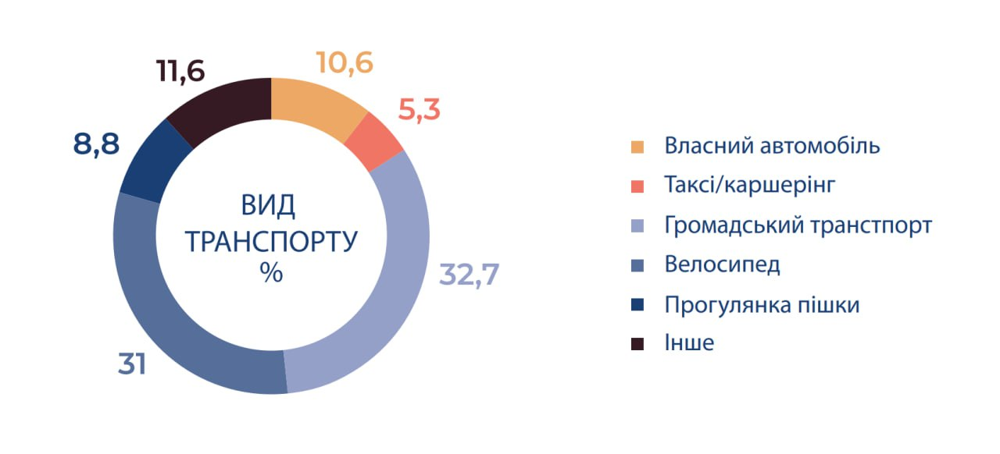 11,6
10,6
5,3
8,8
ВИД
ТРАНСПОРТУ
%
32,7
31
Власний автомобіль
Таксі/каршерінг
Громадський транстпорт
Велосипед
Прогулянка пішки
Інше